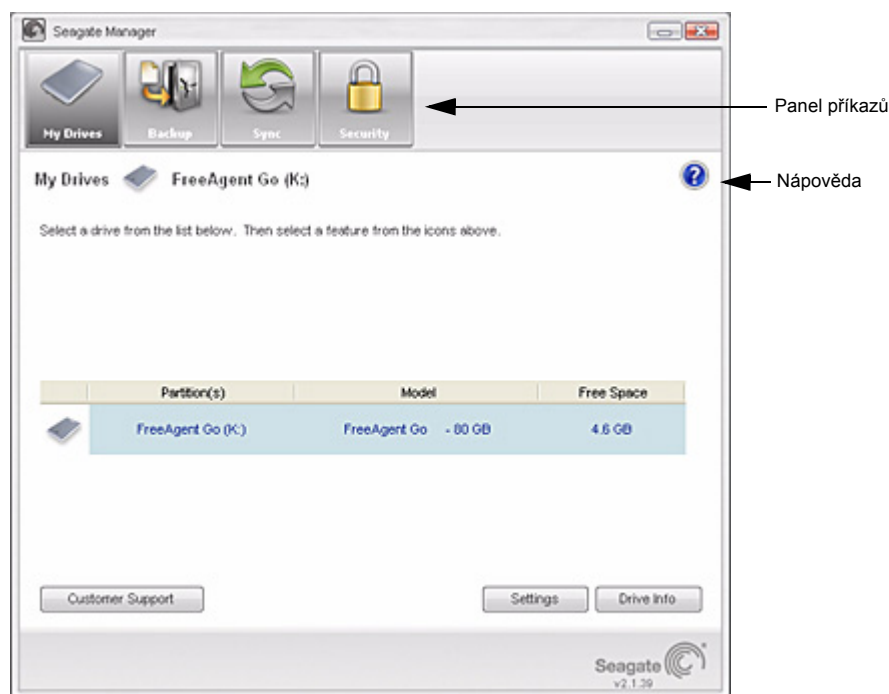 Seagate Manager
My Drives
Backup
Sync
Security
Panel příkazů
My Drives FreeAgent Go (K:)
Nápověda
Select a drive from the list below. Then select a feature from the icons above.
Partition(s) Model Free Space
FreeAgent Go (K:) FreeAgent Go - 80 GB 4.6 GB
Customer Support Settings Drive Info
Seagate
v2.1.39